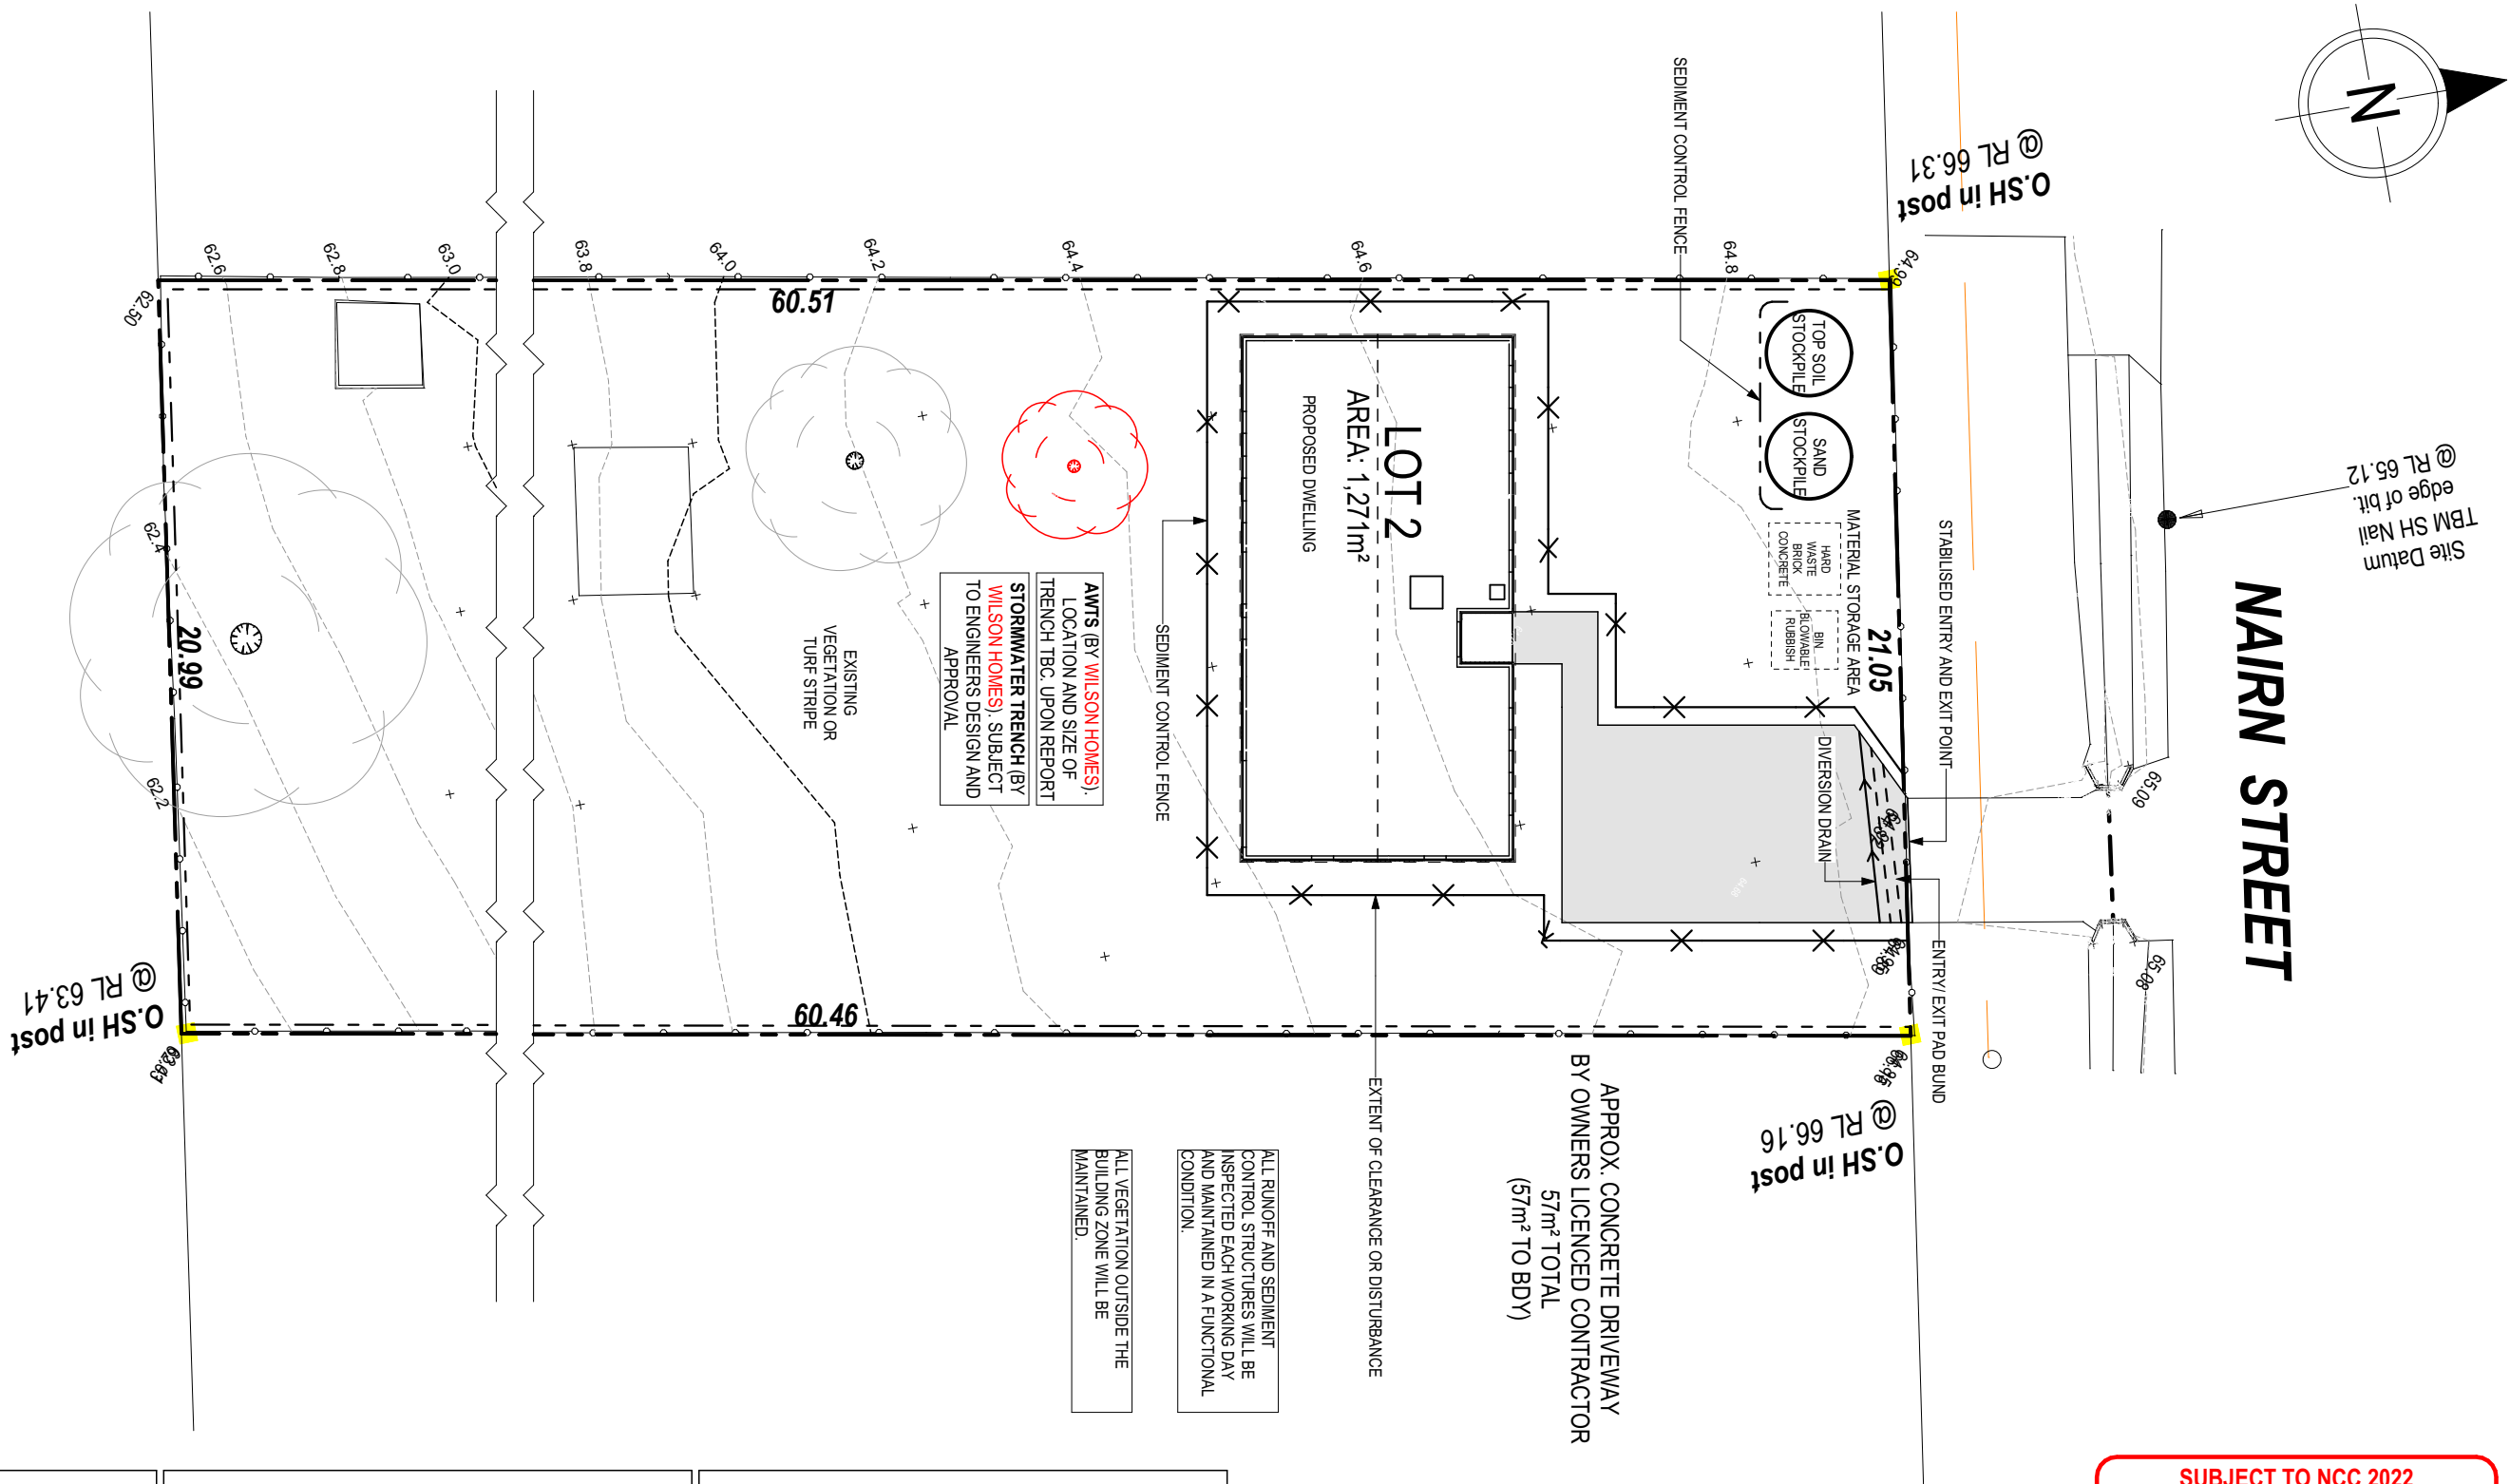 N
NAIRN STREET
Site Datum
TBM SH Nail
edge of bit.
@ RL 65.12
O.SH in post
@ RL 66.31
O.SH in post
@ RL 66.16
O.SH in post
@ RL 63.41
SEDIMENT CONTROL FENCE
TOP SOIL
STOCKPILE
SAND
STOCKPILE
MATERIAL STORAGE AREA
HARD
WASTE
BRICK
CONCRETE
BIN
BLOWABLE
RUBBISH
STABILISED ENTRY AND EXIT POINT
DIVERSION DRAIN
ENTRY/ EXIT PAD BUND
LOT 2
AREA: 1,271m²
PROPOSED DWELLING
SEDIMENT CONTROL FENCE
EXTENT OF CLEARANCE OR DISTURBANCE
AWTS (BY WILSON HOMES).
LOCATION AND SIZE OF
TRENCH TBC. UPON REPORT
STORMWATER TRENCH (BY
WILSON HOMES). SUBJECT
TO ENGINEERS DESIGN AND
APPROVAL
EXISTING
VEGETATION OR
TURF STRIPE
APPROX. CONCRETE DRIVEWAY
BY OWNERS LICENCED CONTRACTOR
57m² TOTAL
(57m² TO BDY)
ALL RUNOFF AND SEDIMENT
CONTROL STRUCTURES WILL BE
INSPECTED EACH WORKING DAY
AND MAINTAINED IN A FUNCTIONAL
CONDITION.
ALL VEGETATION OUTSIDE THE
BUILDING ZONE WILL BE
MAINTAINED.
60.51
21.05
60.46
20.99
62.50
62.6
62.8
63.0
63.8
64.0
64.2
64.4
64.6
64.8
64.99
62.4
62.2
65.09
65.08
SUBJECT TO NCC 2022